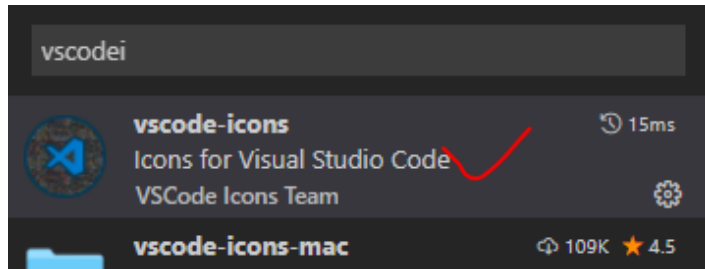 vscodei
vscode-icons 15ms
Icons for Visual Studio Code
VSCode Icons Team
vscode-icons-mac 109K 4.5